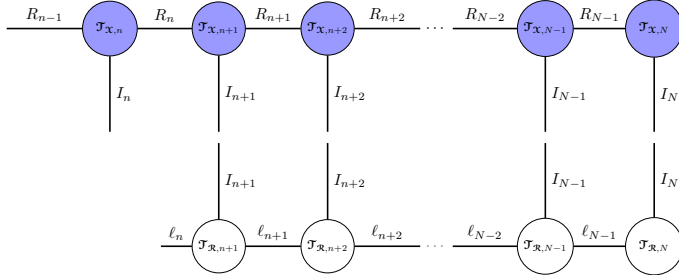 R_{n−1} R_n R_{n+1} R_{n+2} R_{N−2} R_{N−1}
𝕿_{𝖃,n} 𝕿_{𝖃,n+1} 𝕿_{𝖃,n+2} ⋯ 𝕿_{𝖃,N−1} 𝕿_{𝖃,N}
I_n I_{n+1} I_{n+2} I_{N−1} I_N
I_{n+1} I_{n+2} I_{N−1} I_N
ℓ_n ℓ_{n+1} ℓ_{n+2} ℓ_{N−2} ℓ_{N−1}
𝕿_{𝕽,n+1} 𝕿_{𝕽,n+2} ⋯ 𝕿_{𝕽,N−1} 𝕿_{𝕽,N}